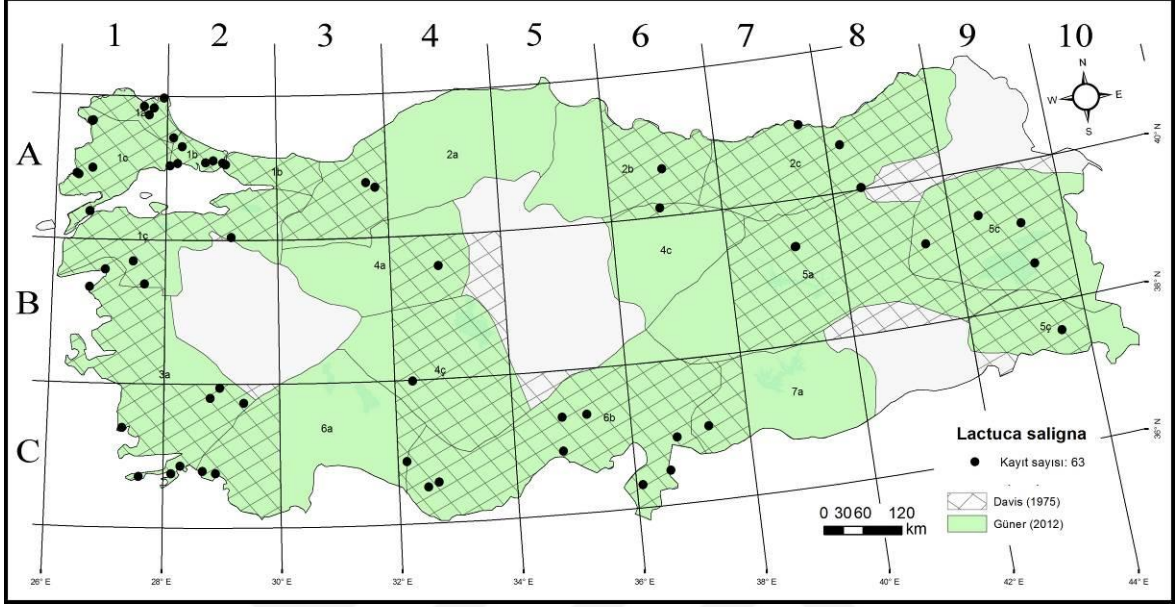 1 2 3 4 5 6 7 8 9 10
N
W E
S
A
B
C
1a
1c
1b
1b
2a
2b
2c
1ç
4a
4c
5a
5c
5ç
3a
4ç
6a
6b
7a
40° N
38° N
36° N
Lactuca saligna
Kayıt sayısı: 63
Davis (1975)
Güner (2012)
0 30 60 120
km
26° E 28° E 30° E 32° E 34° E 36° E 38° E 40° E 42° E 44° E